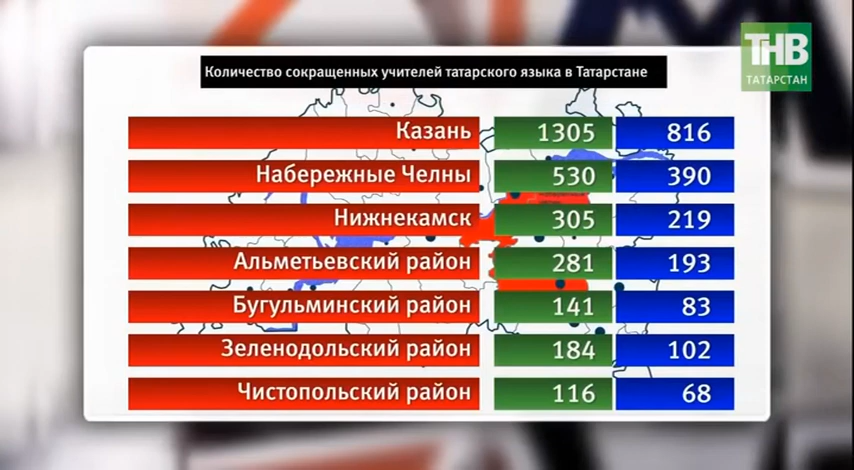 ТНВ
ТАТАРСТАН
Количество сокращенных учителей татарского языка в Татарстане
Казань 1305 816
Набережные Челны 530 390
Нижнекамск 305 219
Альметьевский район 281 193
Бугульминский район 141 83
Зеленодольский район 184 102
Чистопольский район 116 68